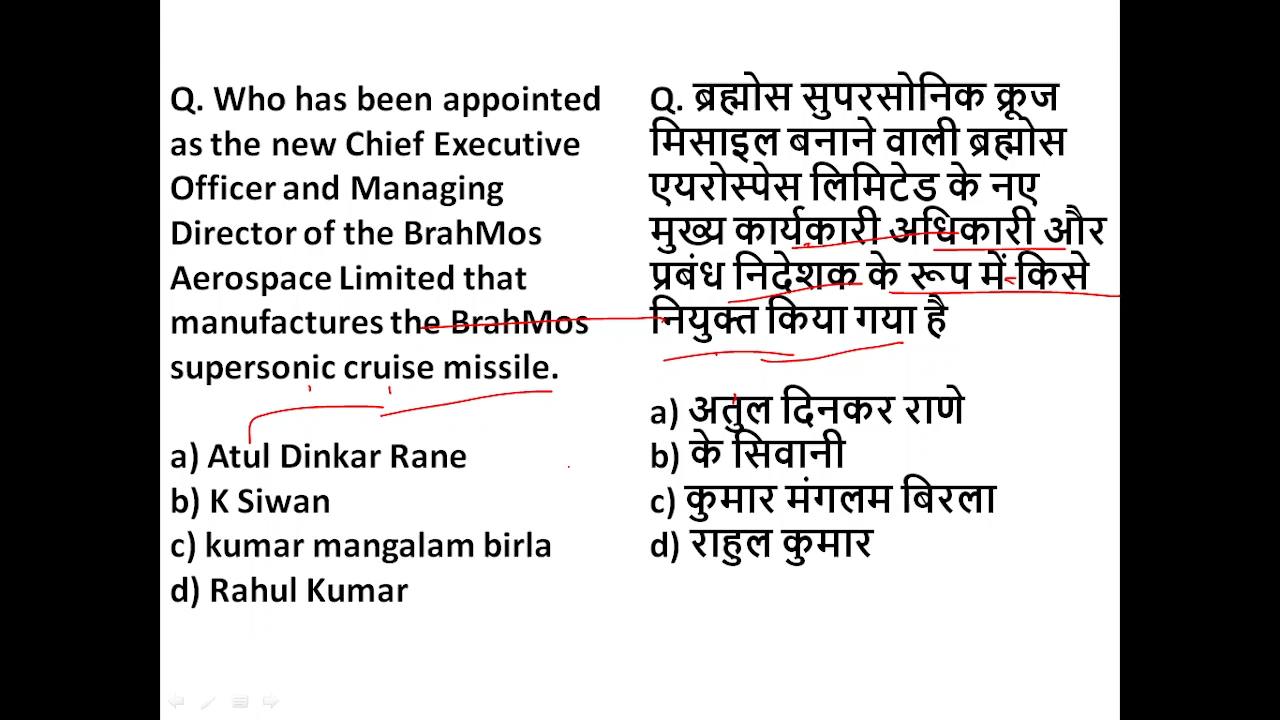 Q. Who has been appointed
as the new Chief Executive
Officer and Managing
Director of the BrahMos
Aerospace Limited that
manufactures the BrahMos
supersonic cruise missile.
a) Atul Dinkar Rane
b) K Siwan
c) kumar mangalam birla
d) Rahul Kumar
Q. ब्रह्मोस सुपरसोनिक क्रूज
मिसाइल बनाने वाली ब्रह्मोस
एयरोस्पेस लिमिटेड के नए
मुख्य कार्यकारी अधिकारी और
प्रबंध निदेशक के रूप में किसे
नियुक्त किया गया है
a) अतुल दिनकर राणे
b) के सिवानी
c) कुमार मंगलम बिरला
d) राहुल कुमार